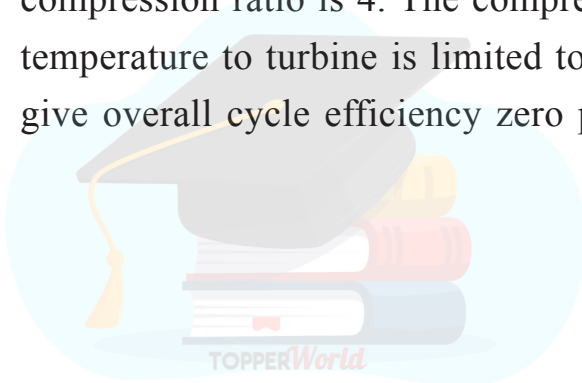 compression ratio is 4. The compre
temperature to turbine is limited to
give overall cycle efficiency zero p
TOPPERWorld